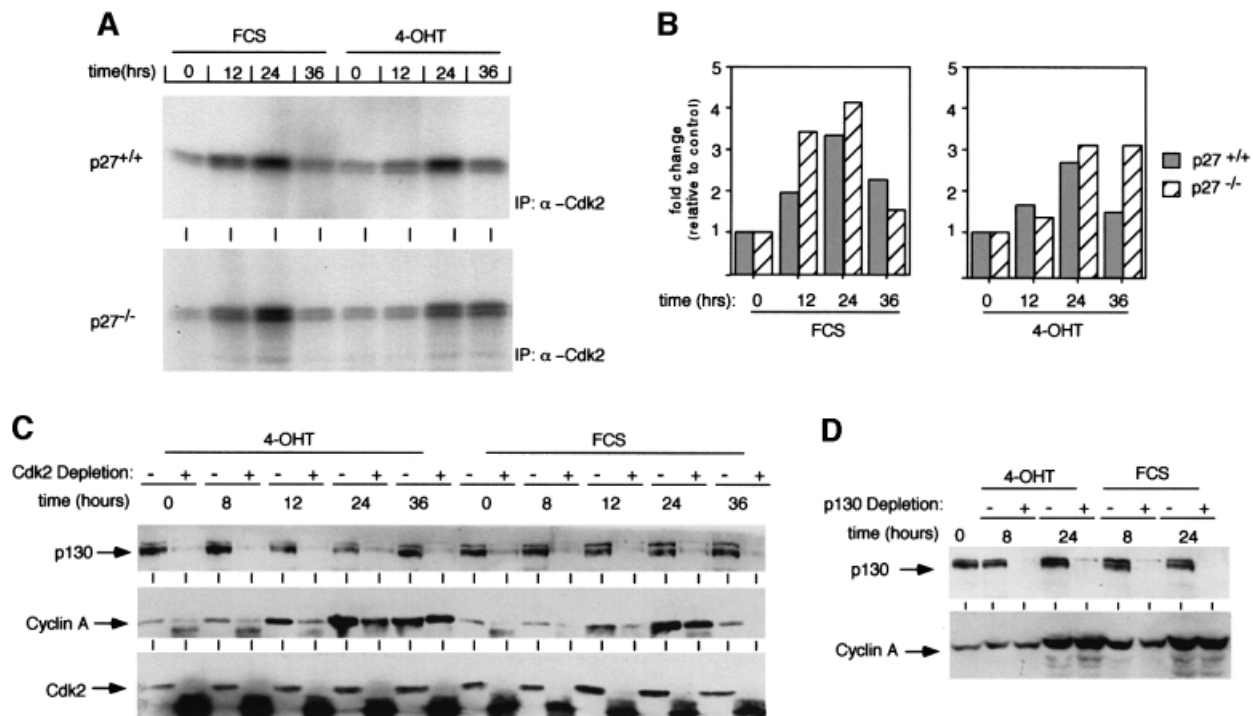 A
FCS 4-OHT
time(hrs) 0 12 24 36 0 12 24 36
p27+/+
IP: α –Cdk2
p27-/-
IP: α –Cdk2
B
fold change
(relative to control)
5 5
4 4
3 3
2 2
1 1
p27 +/+
p27 -/-
time (hrs): 0 12 24 36 0 12 24 36
FCS 4-OHT
C
4-OHT FCS
Cdk2 Depletion: - + - + - + - + - + - + - + - + - + - +
time (hours) 0 8 12 24 36 0 8 12 24 36
p130
Cyclin A
Cdk2
D
4-OHT FCS
p130 Depletion: - + - + - + - +
time (hours) 0 8 24 8 24
p130
Cyclin A